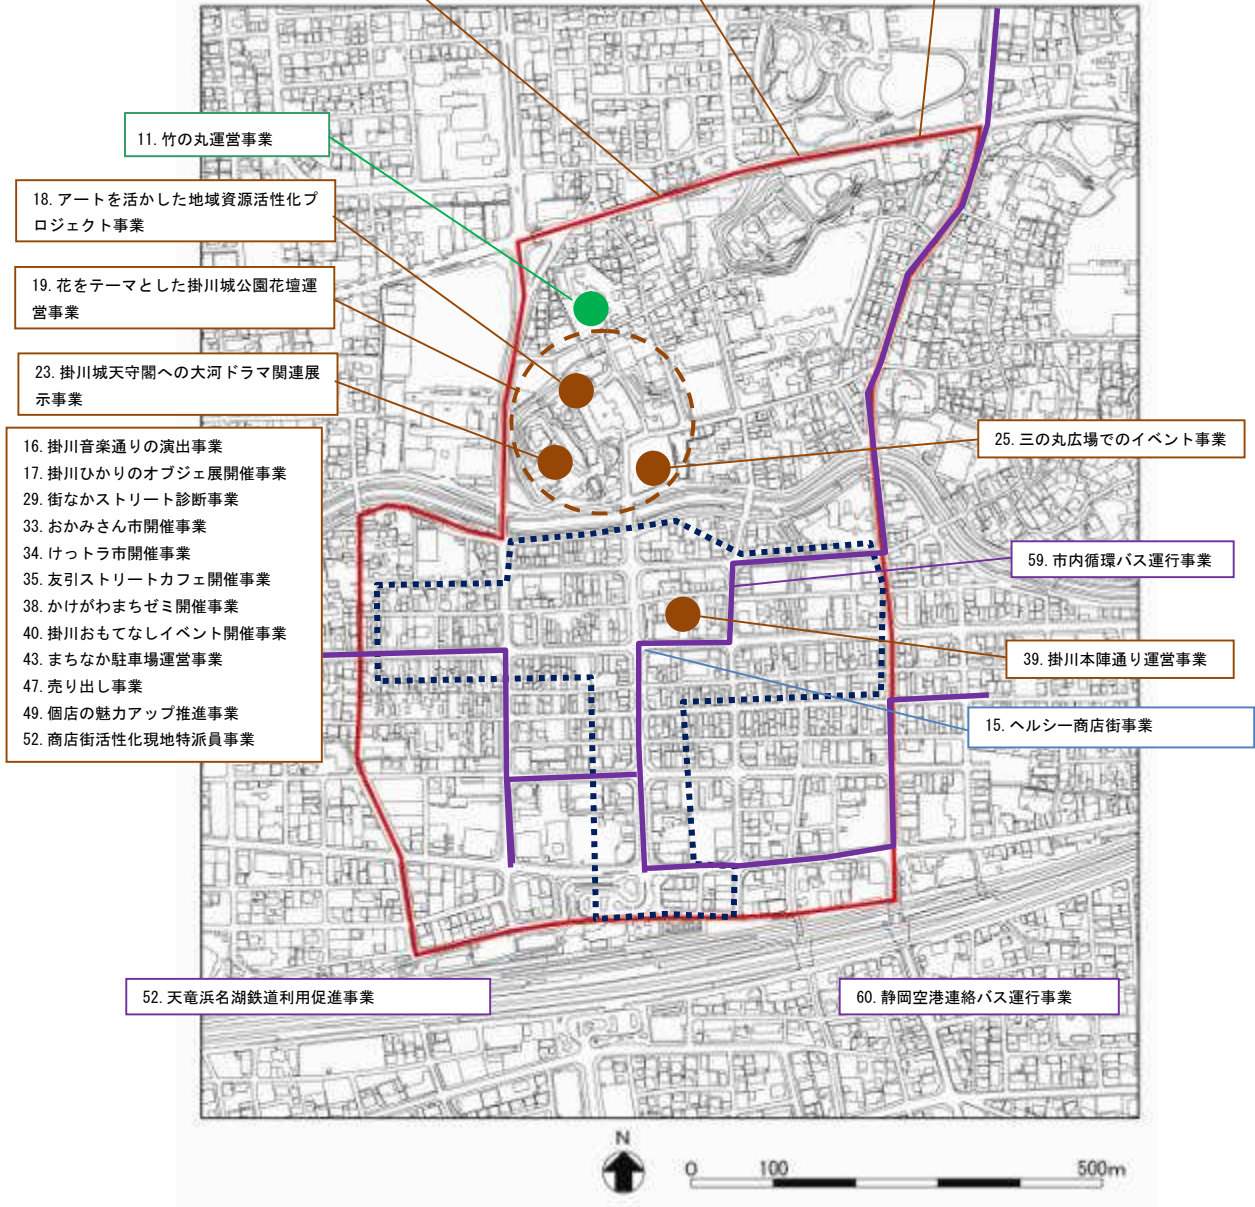 11. 竹の丸運営事業
18. アートを活かした地域資源活性化プ
ロジェクト事業
19. 花をテーマとした掛川城公園花壇運
営事業
23. 掛川城天守閣への大河ドラマ関連展
示事業
16. 掛川音楽通りの演出事業
17. 掛川ひかりのオブジェ展開催事業
29. 街なかストリート診断事業
33. おかみさん市開催事業
34. けっトラ市開催事業
35. 友引ストリートカフェ開催事業
38. かけがわまちゼミ開催事業
40. 掛川おもてなしイベント開催事業
43. まちなか駐車場運営事業
47. 売り出し事業
49. 個店の魅力アップ推進事業
52. 商店街活性化現地特派員事業
25. 三の丸広場でのイベント事業
59. 市内循環バス運行事業
39. 掛川本陣通り運営事業
15. ヘルシー商店街事業
52. 天竜浜名湖鉄道利用促進事業
60. 静岡空港連絡バス運行事業
N
0 100 500m